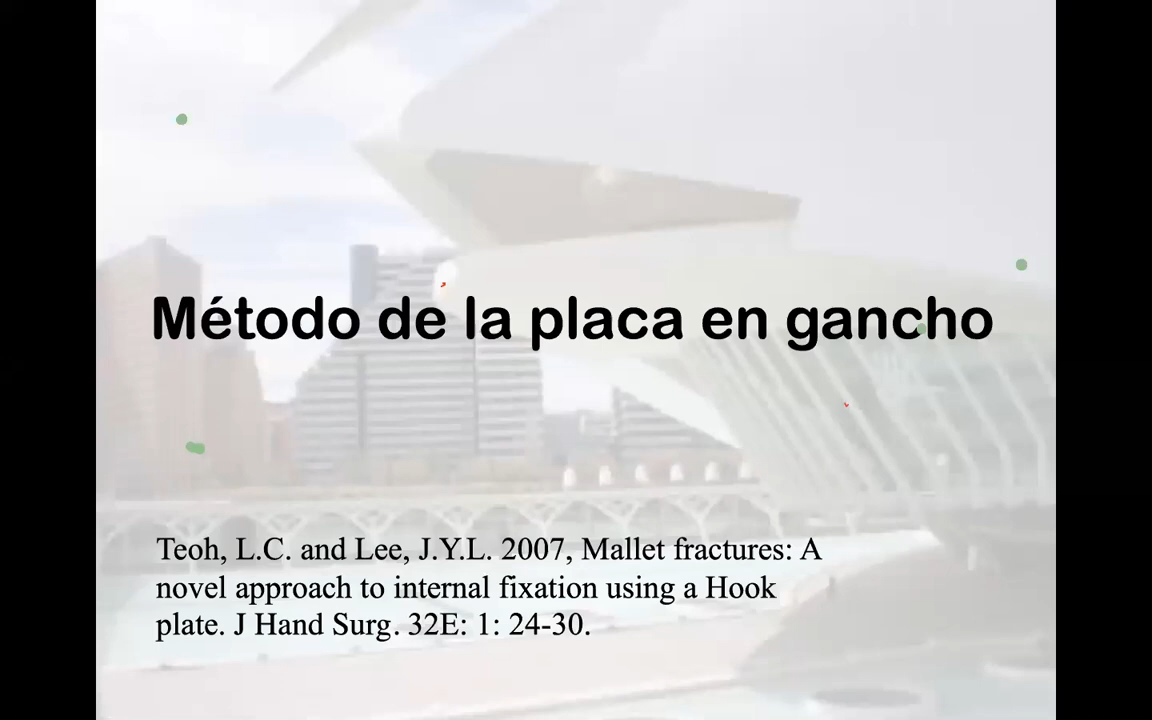 Método de la placa en gancho
Teoh, L.C. and Lee, J.Y.L. 2007, Mallet fractures: A
novel approach to internal fixation using a Hook
plate. J Hand Surg. 32E: 1: 24-30.